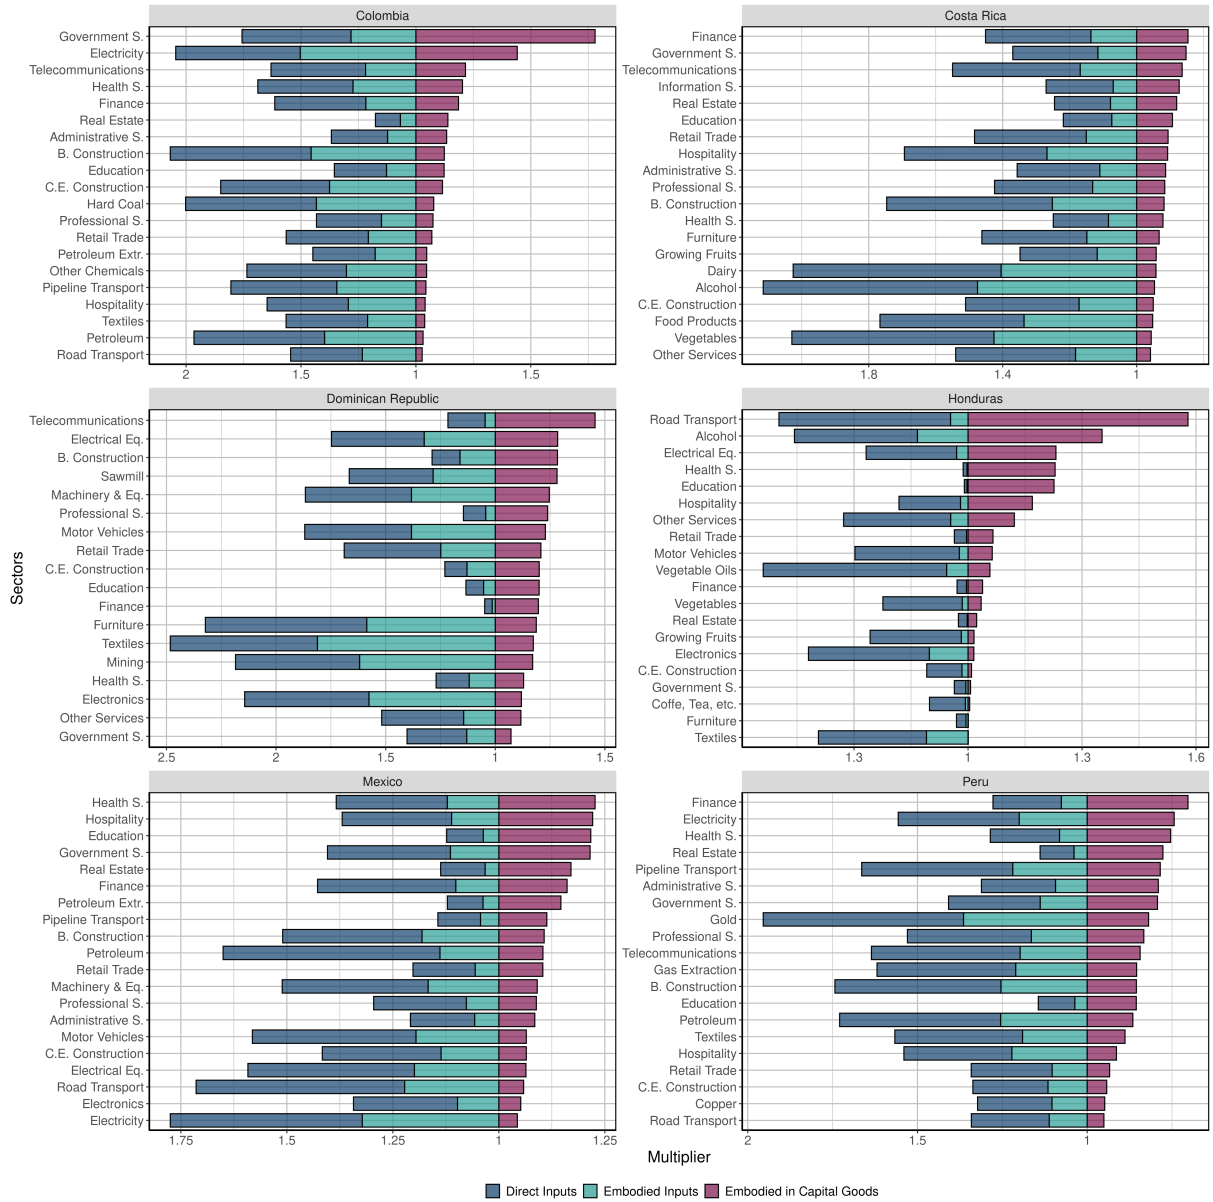 Colombia
Government S.
Electricity
Telecommunications
Health S.
Finance
Real Estate
Administrative S.
B. Construction
Education
C.E. Construction
Hard Coal
Professional S.
Retail Trade
Petroleum Extr.
Other Chemicals
Pipeline Transport
Hospitality
Textiles
Petroleum
Road Transport
2 1.5 1 1.5
Costa Rica
Finance
Government S.
Telecommunications
Information S.
Real Estate
Education
Retail Trade
Hospitality
Administrative S.
Professional S.
B. Construction
Health S.
Furniture
Growing Fruits
Dairy
Alcohol
C.E. Construction
Food Products
Vegetables
Other Services
1.8 1.4 1
Dominican Republic
Telecommunications
Electrical Eq.
B. Construction
Sawmill
Machinery & Eq.
Professional S.
Motor Vehicles
Retail Trade
C.E. Construction
Education
Finance
Furniture
Textiles
Mining
Health S.
Electronics
Other Services
Government S.
2.5 2 1.5 1 1.5
Honduras
Road Transport
Alcohol
Electrical Eq.
Health S.
Education
Hospitality
Other Services
Retail Trade
Motor Vehicles
Vegetable Oils
Finance
Vegetables
Real Estate
Growing Fruits
Electronics
C.E. Construction
Government S.
Coffe, Tea, etc.
Furniture
Textiles
1.3 1 1.3 1.6
Mexico
Health S.
Hospitality
Education
Government S.
Real Estate
Finance
Petroleum Extr.
Pipeline Transport
B. Construction
Petroleum
Retail Trade
Machinery & Eq.
Professional S.
Administrative S.
Motor Vehicles
C.E. Construction
Electrical Eq.
Road Transport
Electronics
Electricity
1.75 1.5 1.25 1 1.25
Peru
Finance
Electricity
Health S.
Real Estate
Pipeline Transport
Administrative S.
Government S.
Gold
Professional S.
Telecommunications
Gas Extraction
B. Construction
Education
Petroleum
Textiles
Hospitality
Retail Trade
C.E. Construction
Copper
Road Transport
2 1.5 1
Sectors
Multiplier
Direct Inputs Embodied Inputs Embodied in Capital Goods